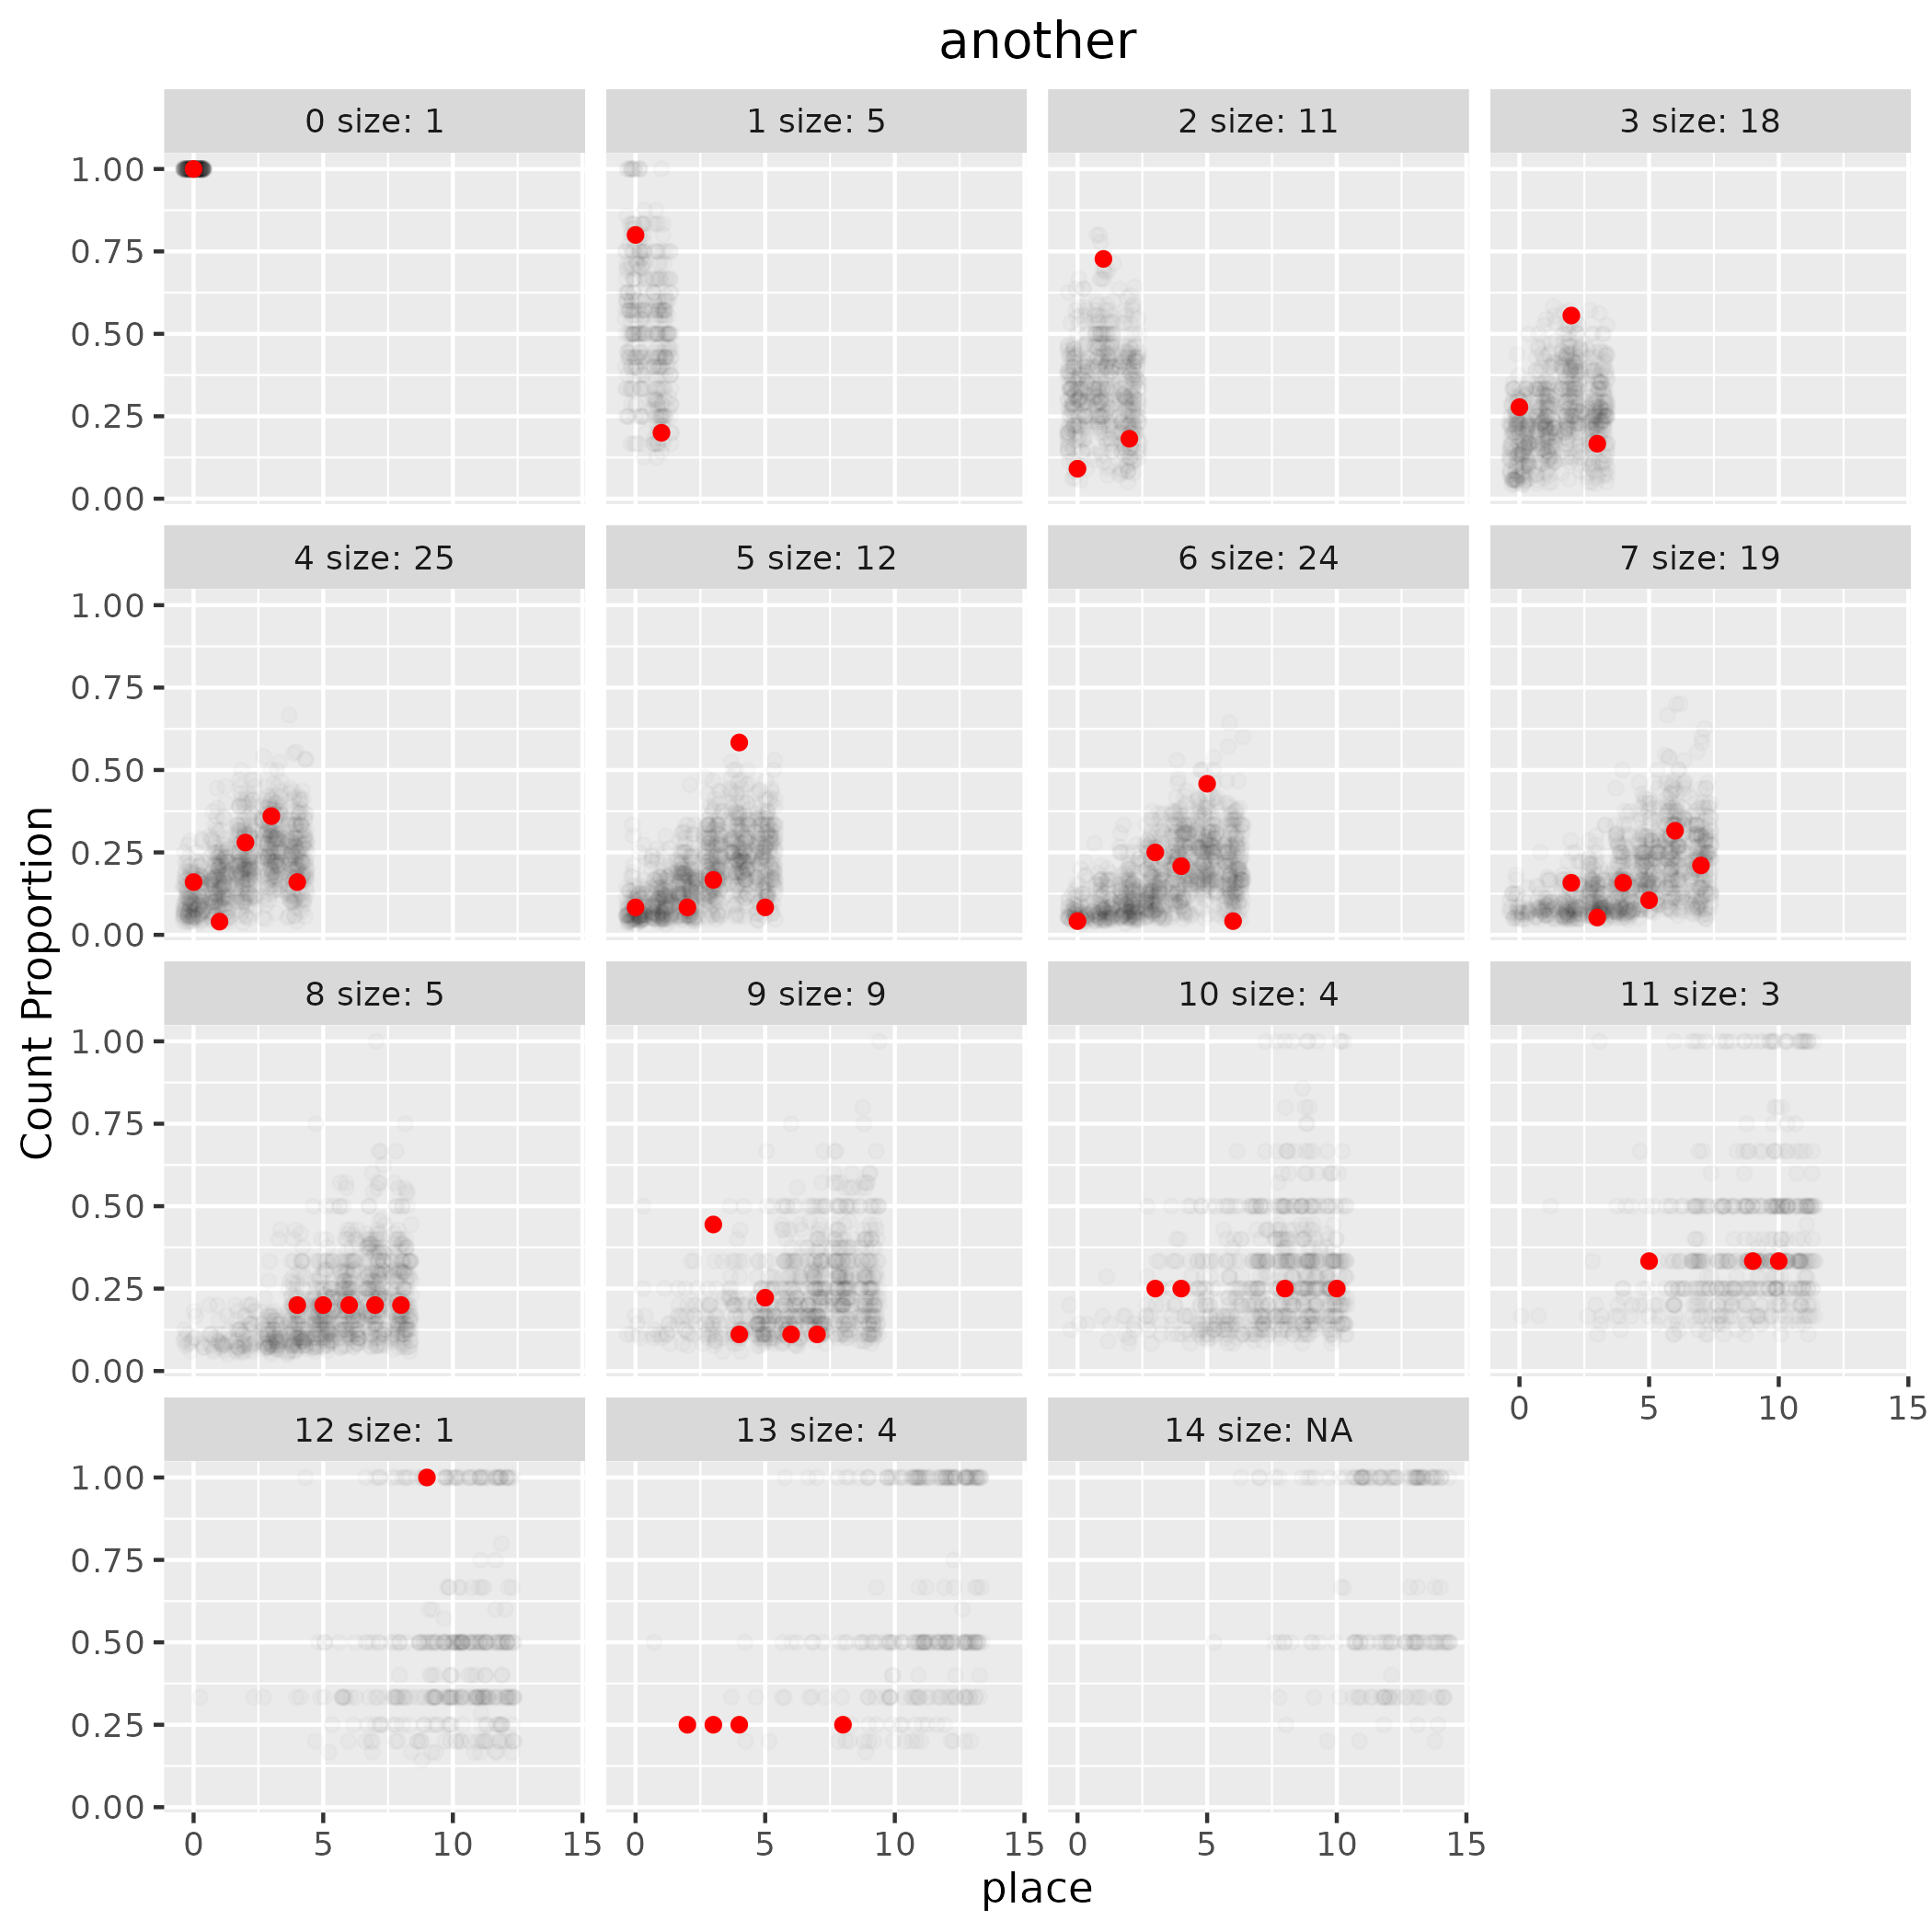 another
0 size: 1
1 size: 5
2 size: 11
3 size: 18
1.00
0.75
0.50
0.25
0.00
4 size: 25
5 size: 12
6 size: 24
7 size: 19
1.00
0.75
0.50
0.25
0.00
Count Proportion
8 size: 5
9 size: 9
10 size: 4
11 size: 3
1.00
0.75
0.50
0.25
0.00
0 5 10 15
12 size: 1
13 size: 4
14 size: NA
1.00
0.75
0.50
0.25
0.00
0 5 10 15
0 5 10 15
0 5 10 15
place